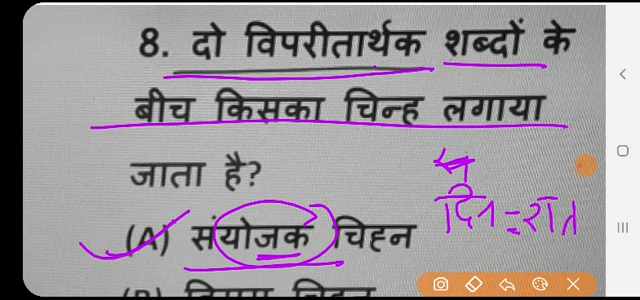 8. दो विपरीतार्थक शब्दों के
बीच किसका चिन्ह लगाया
जाता है?
दिन = रात
(A) संयोजक चिह्न
(B) विराम चिह्न